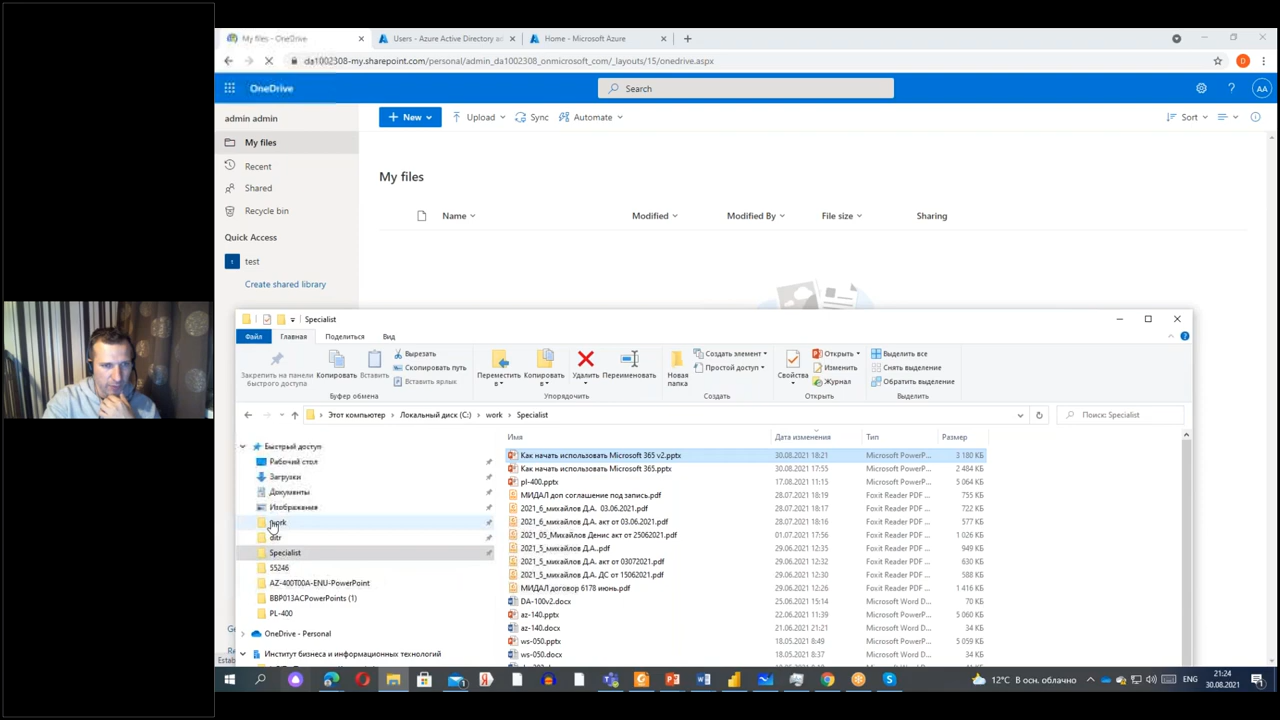 My files - OneDrive
Users - Azure Active Directory ad
Home - Microsoft Azure
da1002308-my.sharepoint.com/personal/admin_da1002308_onmicrosoft_com/_layouts/15/onedrive.aspx
D
OneDrive
Search
AA
admin admin
New
Upload
Sync
Automate
Sort
My files
Recent
Shared
Recycle bin
Quick Access
t test
Create shared library
My files
Name
Modified
Modified By
File size
Sharing
Specialist
Файл
Главная
Поделиться
Вид
Закрепить на панели быстрого доступа
Копировать
Вставить
Вырезать
Скопировать путь
Вставить ярлык
Буфер обмена
Переместить в
Копировать в
Удалить
Переименовать
Упорядочить
Новая папка
Создать элемент
Простой доступ
Создать
Свойства
Открыть
Изменить
Журнал
Открыть
Выделить все
Снять выделение
Обратить выделение
Выделить
Этот компьютер
Локальный диск (C:)
work
Specialist
Поиск: Specialist
Быстрый доступ
Рабочий стол
Загрузки
Документы
Изображения
work
ditr
Specialist
55246
AZ-400T00A-ENU-PowerPoint
BBP013ACPowerPoints (1)
PL-400
OneDrive - Personal
Институт бизнеса и информационных технологий
Имя Дата изменения Тип Размер
Как начать использовать Microsoft 365 v2.pptx 30.08.2021 18:21 Microsoft PowerP... 3 180 КБ
Как начать использовать Microsoft 365.pptx 30.08.2021 17:55 Microsoft PowerP... 2 484 КБ
pl-400.pptx 17.08.2021 11:15 Microsoft PowerP... 5 064 КБ
МИДАЛ доп соглашение под запись.pdf 28.07.2021 18:19 Foxit Reader PDF ... 755 КБ
2021_6_михайлов Д.А. 03.06.2021.pdf 28.07.2021 18:17 Foxit Reader PDF ... 722 КБ
2021_6_михайлов Д.А. акт от 03.06.2021.pdf 28.07.2021 18:16 Foxit Reader PDF ... 577 КБ
2021_05_Михайлов Денис акт от 25062021.pdf 01.07.2021 17:56 Foxit Reader PDF ... 1 026 КБ
2021_5_михайлов Д.А..pdf 29.06.2021 12:35 Foxit Reader PDF ... 949 КБ
2021_5_михайлов Д.А. акт от 03072021.pdf 29.06.2021 12:32 Foxit Reader PDF ... 630 КБ
2021_5_михайлов Д.А. ДС от 15062021.pdf 29.06.2021 12:30 Foxit Reader PDF ... 588 КБ
МИДАЛ договор 6178 июнь.pdf 29.06.2021 12:26 Foxit Reader PDF ... 1 416 КБ
DA-100v2.docx 25.06.2021 15:14 Microsoft Word D... 70 КБ
az-140.pptx 22.06.2021 11:39 Microsoft PowerP... 5 060 КБ
az-140.docx 21.06.2021 21:21 Microsoft Word D... 34 КБ
ws-050.pptx 18.05.2021 8:49 Microsoft PowerP... 5 059 КБ
ws-050.docx 18.05.2021 8:37 Microsoft Word D... 34 КБ
12°C В осн. облачно
ENG
21:24
30.08.2021